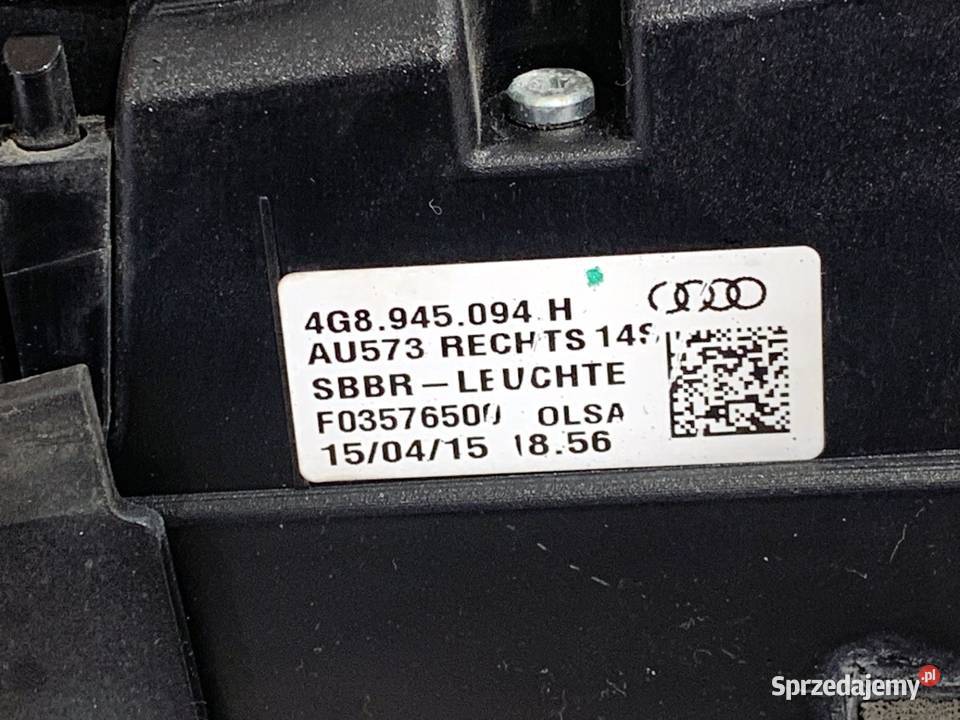 4G8.945.094 H
AU573 RECHTS
SBBR – LEUCHTE
F03576500 OLSA
15/04/15 18.56
Sprzedajemy.pl